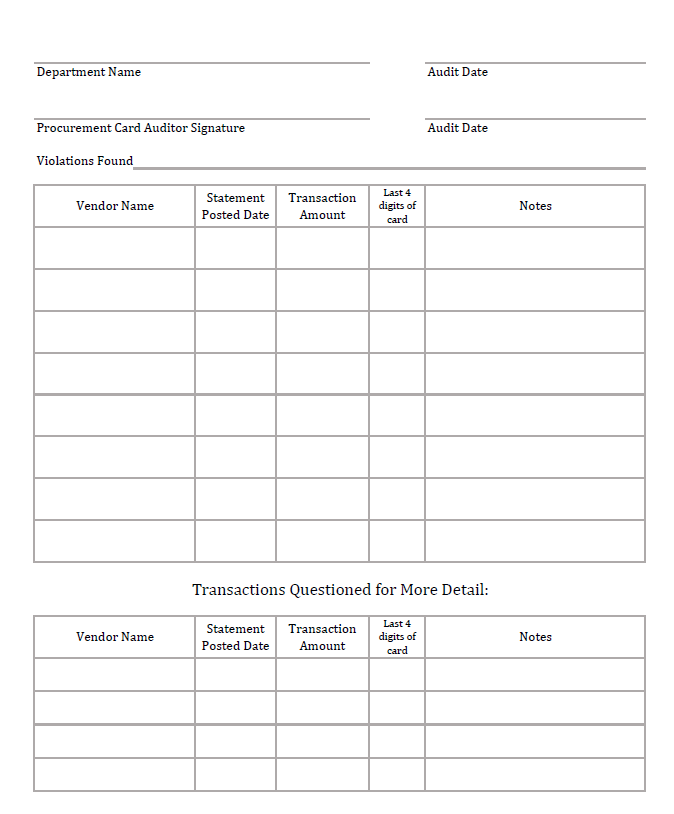 Department Name Audit Date
Procurement Card Auditor Signature Audit Date
Violations Found
Vendor Name Statement Posted Date Transaction Amount Last 4 digits of card Notes
Transactions Questioned for More Detail:
Vendor Name Statement Posted Date Transaction Amount Last 4 digits of card Notes